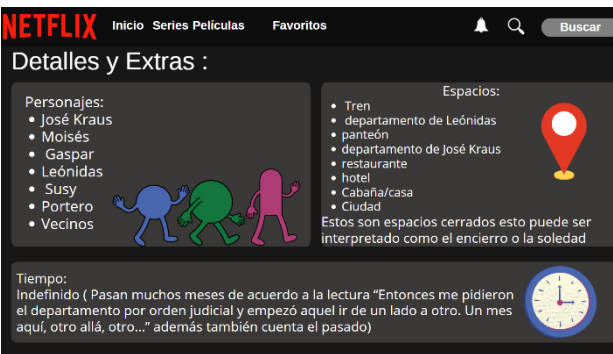 NETFLIX Inicio Series Películas Favoritos Buscar
Detalles y Extras :
Personajes:
• José Kraus
• Moisés
• Gaspar
• Leónidas
• Susy
• Portero
• Vecinos
Espacios:
• Tren
• departamento de Leónidas
• panteón
• departamento de José Kraus
• restaurante
• hotel
• Cabaña/casa
• Ciudad
Estos son espacios cerrados esto puede ser
interpretado como el encierro o la soledad
Tiempo:
Indefinido ( Pasan muchos meses de acuerdo a la lectura “Entonces me pidieron
el departamento por orden judicial y empezó aquel ir de un lado a otro. Un mes
aquí, otro allá, otro...” además también cuenta el pasado)